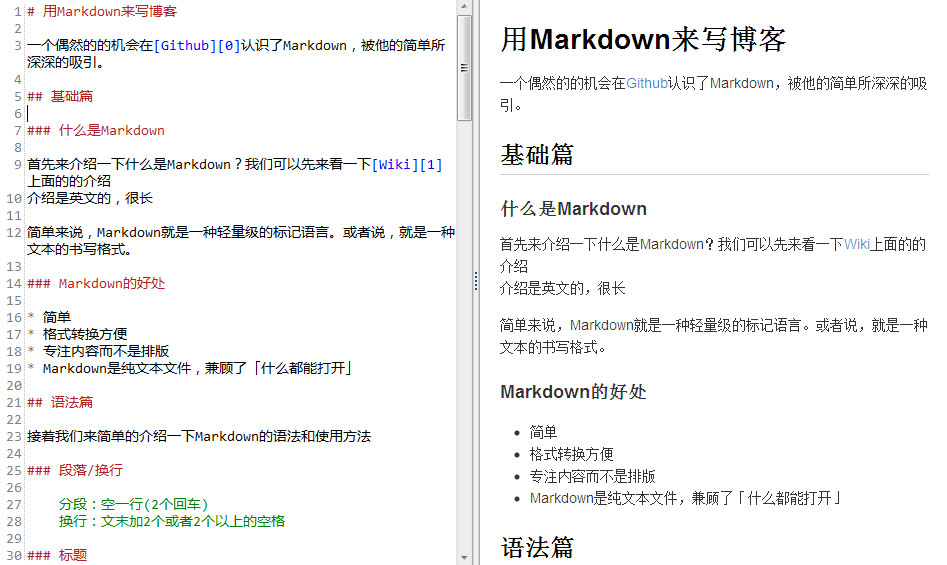 1 # 用Markdown来写博客
2
3 一个偶然的的机会在[Github][0]认识了Markdown，被他的简单所
深深的吸引。
4
5 ## 基础篇
6
7 ### 什么是Markdown
8
9 首先来介绍一下什么是Markdown？我们可以先来看一下[Wiki][1]
上面的的介绍
10 介绍是英文的，很长
11
12 简单来说，Markdown就是一种轻量级的标记语言。或者说，就是一种
文本的书写格式。
13
14 ### Markdown的好处
15
16 * 简单
17 * 格式转换方便
18 * 专注内容而不是排版
19 * Markdown是纯文本文件，兼顾了「什么都能打开」
20
21 ## 语法篇
22
23 接着我们来简单的介绍一下Markdown的语法和使用方法
24
25 ### 段落/换行
26
27     分段：空一行(2个回车)
28     换行：文末加2个或者2个以上的空格
29
30 ### 标题
用Markdown来写博客
一个偶然的的机会在Github认识了Markdown，被他的简单所深深的吸
引。
基础篇
什么是Markdown
首先来介绍一下什么是Markdown？我们可以先来看一下Wiki上面的的
介绍
介绍是英文的，很长
简单来说，Markdown就是一种轻量级的标记语言。或者说，就是一种
文本的书写格式。
Markdown的好处
• 简单
• 格式转换方便
• 专注内容而不是排版
• Markdown是纯文本文件，兼顾了「什么都能打开」
语法篇